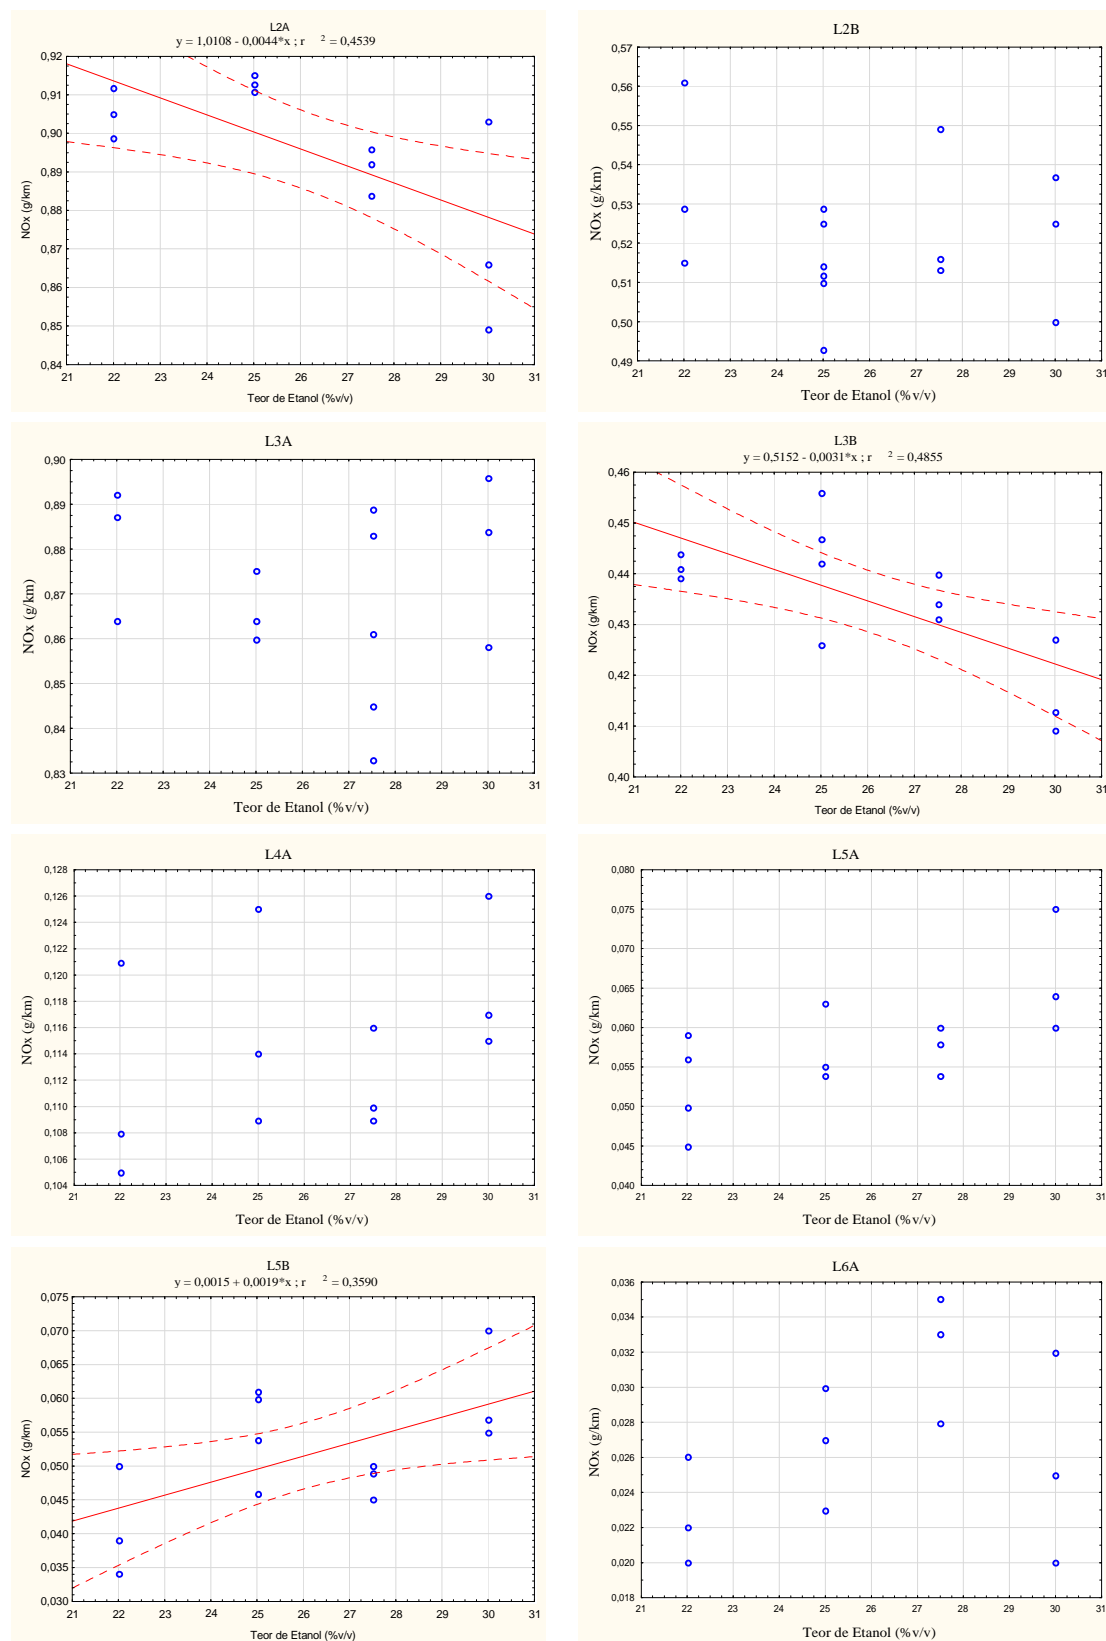 L2A
y = 1,0108 - 0,0044*x ; r 2 = 0,4539
0,92
0,91
0,90
0,89
0,88
0,87
0,86
0,85
0,84
NOx (g/km)
21 22 23 24 25 26 27 28 29 30 31
Teor de Etanol (%v/v)
L2B
0,57
0,56
0,55
0,54
0,53
0,52
0,51
0,50
0,49
NOx (g/km)
21 22 23 24 25 26 27 28 29 30 31
Teor de Etanol (%v/v)
L3A
0,90
0,89
0,88
0,87
0,86
0,85
0,84
0,83
NOx (g/km)
21 22 23 24 25 26 27 28 29 30 31
Teor de Etanol (%v/v)
L3B
y = 0,5152 - 0,0031*x ; r 2 = 0,4855
0,46
0,45
0,44
0,43
0,42
0,41
0,40
NOx (g/km)
21 22 23 24 25 26 27 28 29 30 31
Teor de Etanol (%v/v)
L4A
0,128
0,126
0,124
0,122
0,120
0,118
0,116
0,114
0,112
0,110
0,108
0,106
0,104
NOx (g/km)
21 22 23 24 25 26 27 28 29 30 31
Teor de Etanol (%v/v)
L5A
0,080
0,075
0,070
0,065
0,060
0,055
0,050
0,045
0,040
NOx (g/km)
21 22 23 24 25 26 27 28 29 30 31
Teor de Etanol (%v/v)
L5B
y = 0,0015 + 0,0019*x ; r 2 = 0,3590
0,075
0,070
0,065
0,060
0,055
0,050
0,045
0,040
0,035
0,030
NOx (g/km)
21 22 23 24 25 26 27 28 29 30 31
Teor de Etanol (%v/v)
L6A
0,036
0,034
0,032
0,030
0,028
0,026
0,024
0,022
0,020
0,018
NOx (g/km)
21 22 23 24 25 26 27 28 29 30 31
Teor de Etanol (%v/v)